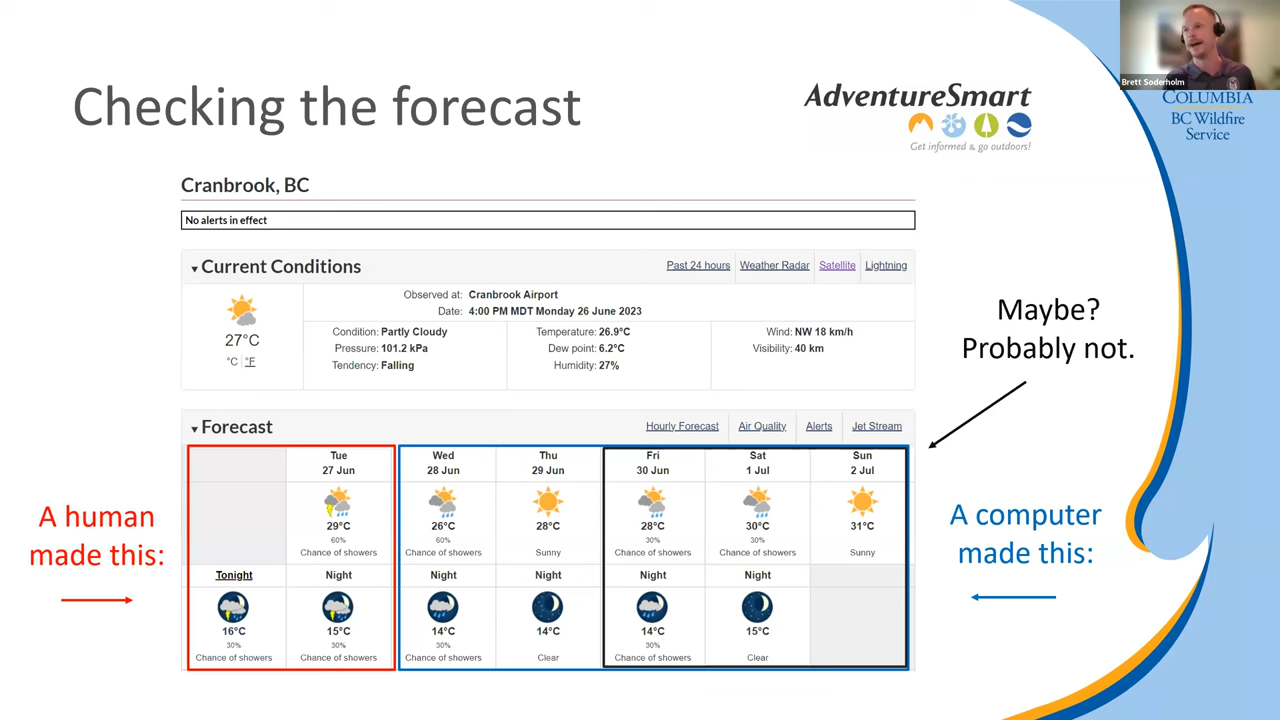 Checking the forecast
AdventureSmart
Get informed & go outdoors!
Brett Soderholm
COLUMBIA
BC Wildfire
Service
Cranbrook, BC
No alerts in effect
Current Conditions
Past 24 hours
Weather Radar
Satellite
Lightning
27°C
°C °F
Observed at: Cranbrook Airport
Date: 4:00 PM MDT Monday 26 June 2023
Condition: Partly Cloudy
Pressure: 101.2 kPa
Tendency: Falling
Temperature: 26.9°C
Dew point: 6.2°C
Humidity: 27%
Wind: NW 18 km/h
Visibility: 40 km
Maybe?
Probably not.
Forecast
Hourly Forecast
Air Quality
Alerts
Jet Stream
A human
made this:
Tue
27 Jun
29°C
60%
Chance of showers
Wed
28 Jun
26°C
60%
Chance of showers
Thu
29 Jun
28°C
Sunny
Fri
30 Jun
28°C
30%
Chance of showers
Sat
1 Jul
30°C
30%
Chance of showers
Sun
2 Jul
31°C
Sunny
Tonight
16°C
30%
Chance of showers
Night
15°C
30%
Chance of showers
Night
14°C
30%
Chance of showers
Night
14°C
Clear
Night
14°C
30%
Chance of showers
Night
15°C
Clear
A computer
made this: